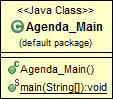 <<Java Class>>
Agenda_Main
(default package)
Agenda_Main()
main(String[]):void